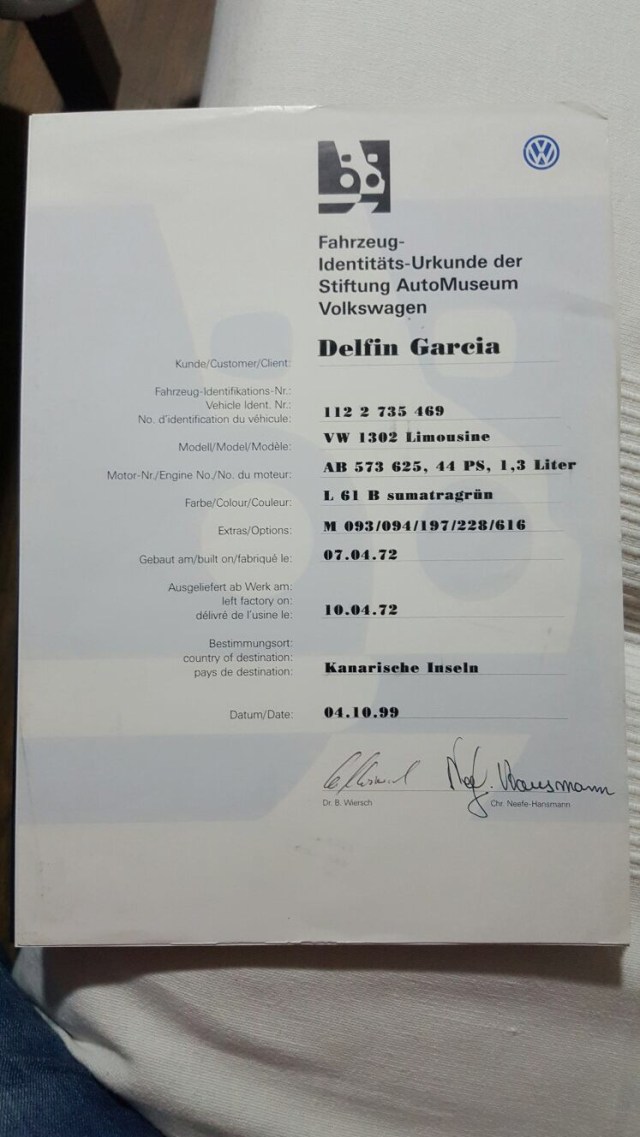 Fahrzeug-
Identitäts-Urkunde der
Stiftung AutoMuseum
Volkswagen
Kunde/Customer/Client: Delfin Garcia
Fahrzeug-Identifikations-Nr.:
Vehicle Ident. Nr.:
No. d'identification du véhicule: 112 2 735 469
Modell/Model/Modèle: VW 1302 Limousine
Motor-Nr./Engine No./No. du moteur: AB 573 625, 44 PS, 1,3 Liter
Farbe/Colour/Couleur: L 61 B sumatragrün
Extras/Options: M 093/094/197/228/616
Gebaut am/built on/fabriqué le: 07.04.72
Ausgeliefert ab Werk am:
left factory on:
délivré de l'usine le: 10.04.72
Bestimmungsort:
country of destination:
pays de destination: Kanarische Inseln
Datum/Date: 04.10.99
Dr. B. Wiersch Chr. Neefe-Hansmann